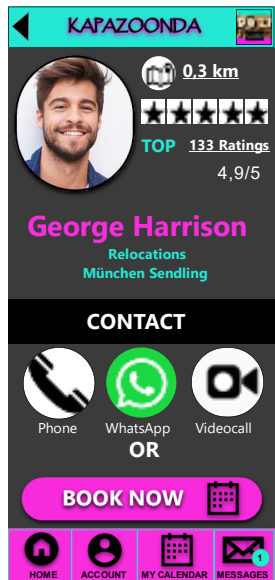 KAPAZOONDA
0,3 km
TOP 133 Ratings
4,9/5
George Harrison
Relocations
München Sendling
CONTACT
Phone WhatsApp Videocall
OR
BOOK NOW
1
HOME ACCOUNT MY CALENDAR MESSAGES